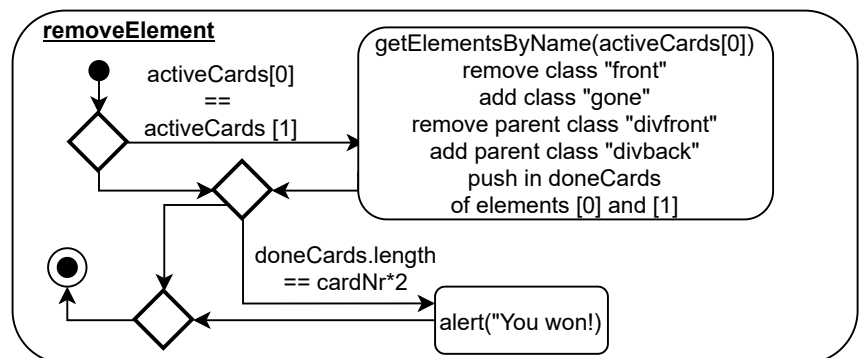 removeElement
activeCards[0]
==
activeCards [1]
getElementsByName(activeCards[0])
remove class "front"
add class "gone"
remove parent class "divfront"
add parent class "divback"
push in doneCards
of elements [0] and [1]
doneCards.length
== cardNr*2
alert("You won!)